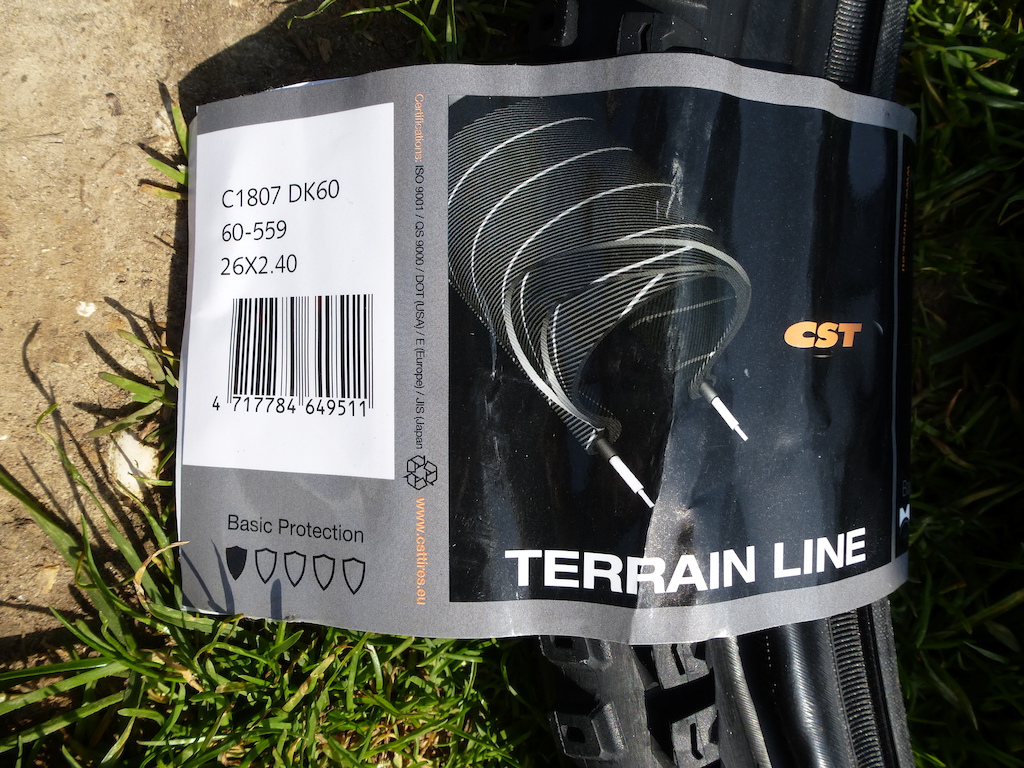 C1807 DK60
60-559
26X2.40
4 717784 649511
Basic Protection
Certifications: ISO 9001 / QS 9000 / DOT (USA) / E (Europe) / JIS (Japan
www.csttires.eu
CST
TERRAIN LINE